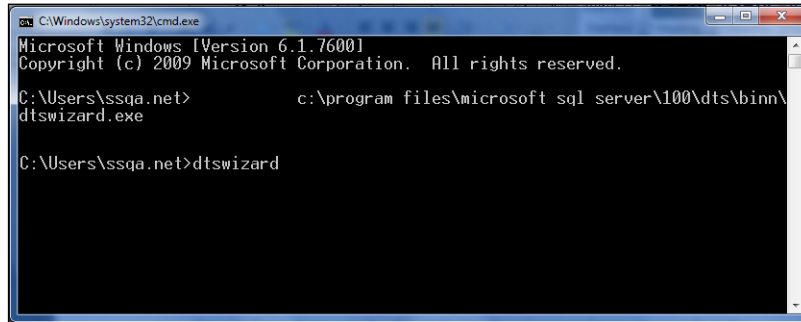 C:\Windows\system32\cmd.exe
Microsoft Windows [Version 6.1.7600]
Copyright (c) 2009 Microsoft Corporation.  All rights reserved.
C:\Users\ssqa.net>            c:\program files\microsoft sql server\100\dts\binn\
dtswizard.exe
C:\Users\ssqa.net>dtswizard